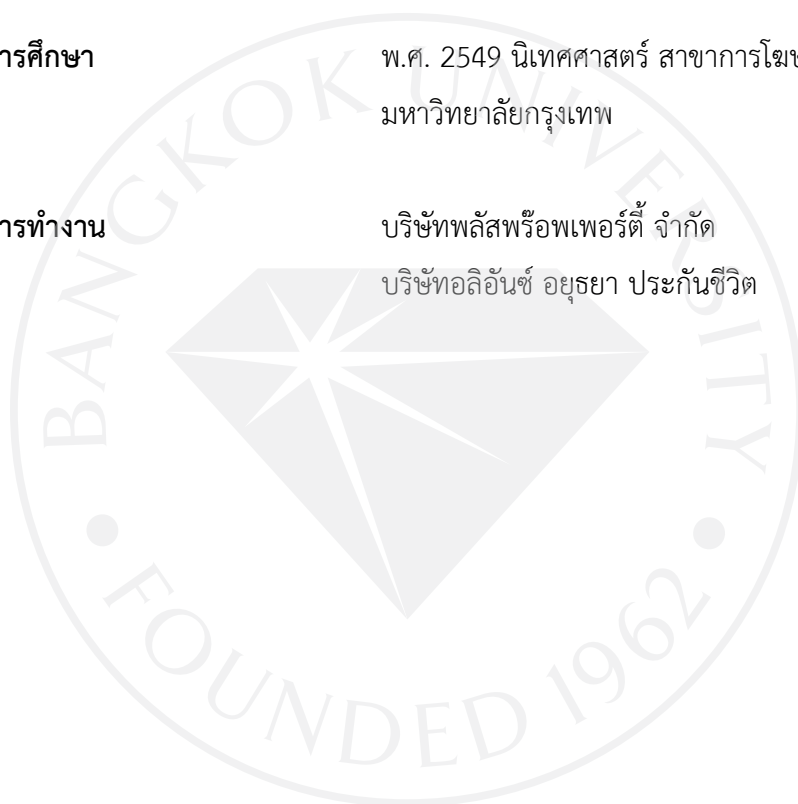 การศึกษา พ.ศ. 2549 นิเทศศาสตร์ สาขาการโฆษ
มหาวิทยาลัยกรุงเทพ
การทำงาน บริษัทพลัสพร๊อพเพอร์ตี้ จำกัด
บริษัทอลิอันซ์ อยุธยา ประกันชีวิต
BANGKOK UNIVERSITY
FOUNDED 1962